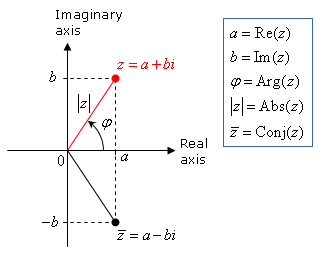 Imaginary
axis
b
z = a + bi
|z|
φ
Real
axis
0
a
−b
z̅ = a − bi
a = Re(z)
b = Im(z)
φ = Arg(z)
|z| = Abs(z)
z̅ = Conj(z)